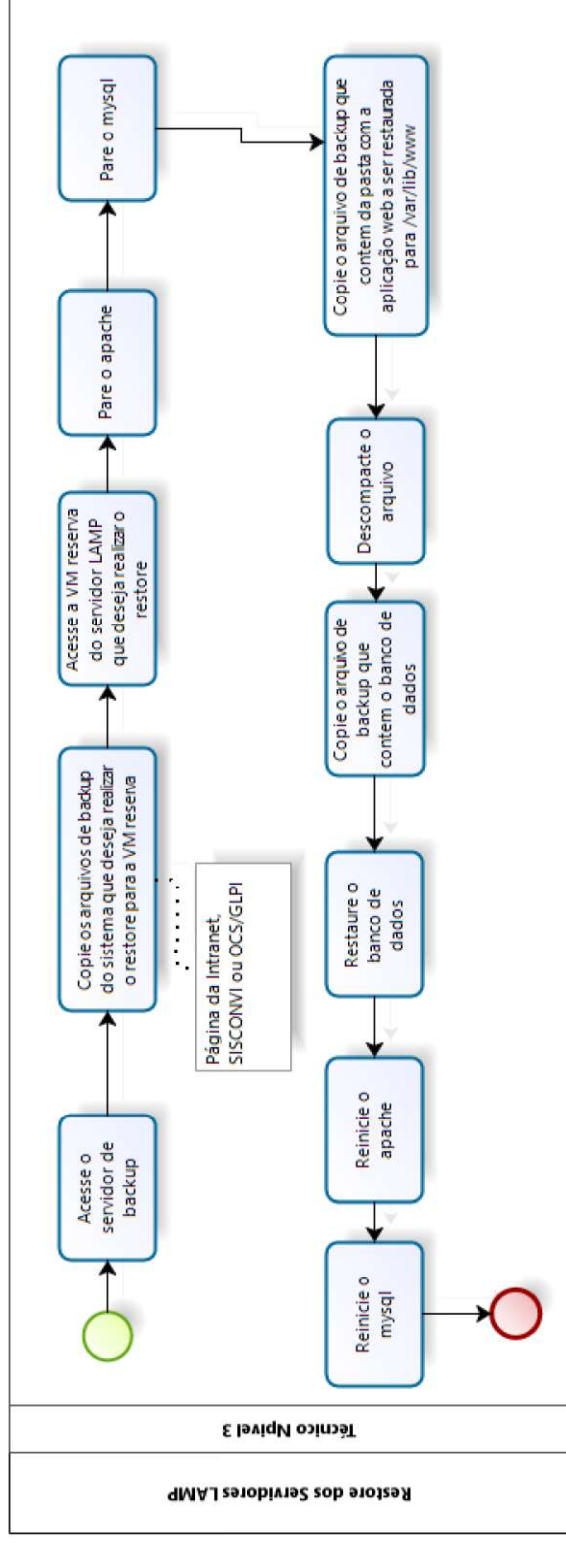 Restore dos Servidores LAMP
Técnico Npivel 3
Acesse o
servidor de
backup
Copie os arquivos de backup
do sistema que deseja realizar
o restore para a VM reserva
Página da Intranet,
SISCONVI ou OCS/GLPI
Acesse a VM reserva
do servidor LAMP
que deseja realizar o
restore
Pare o apache
Pare o mysql
Copie o arquivo de backup que
contem da pasta com a
aplicação web a ser restaurada
para /var/lib/www
Descompacte o
arquivo
Copie o arquivo de
backup que
contem o banco de
dados
Restaure o
banco de
dados
Reinicie o
apache
Reinicie o
mysql